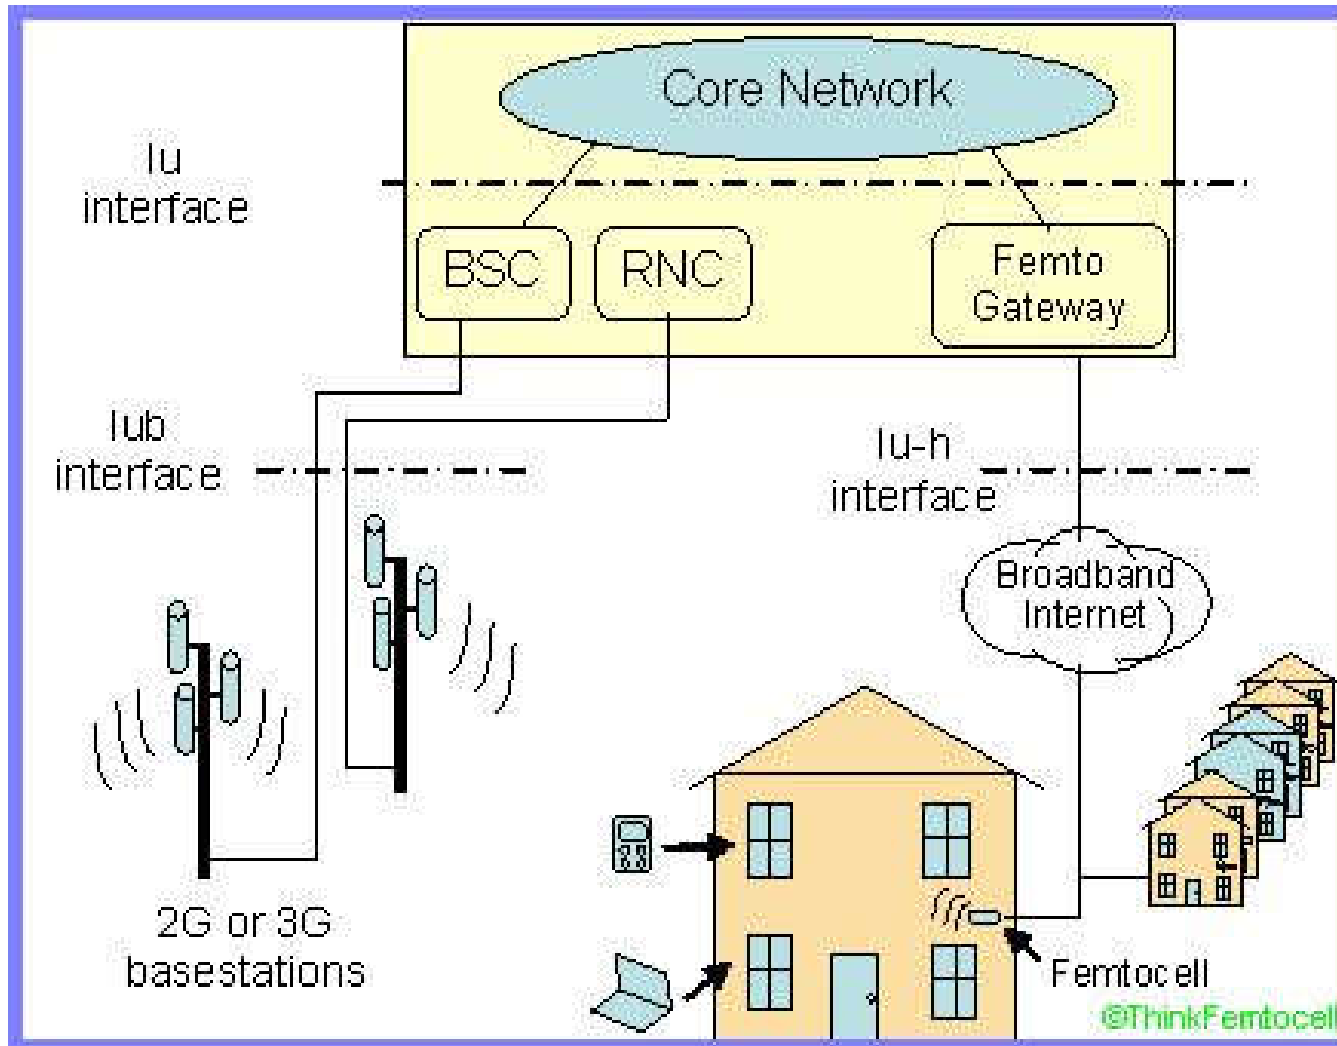 Core Network
Iu
interface
BSC
RNC
Femto
Gateway
Iub
interface
Iu-h
interface
Broadband
Internet
2G or 3G
basestations
Femtocell
©ThinkFemtocell